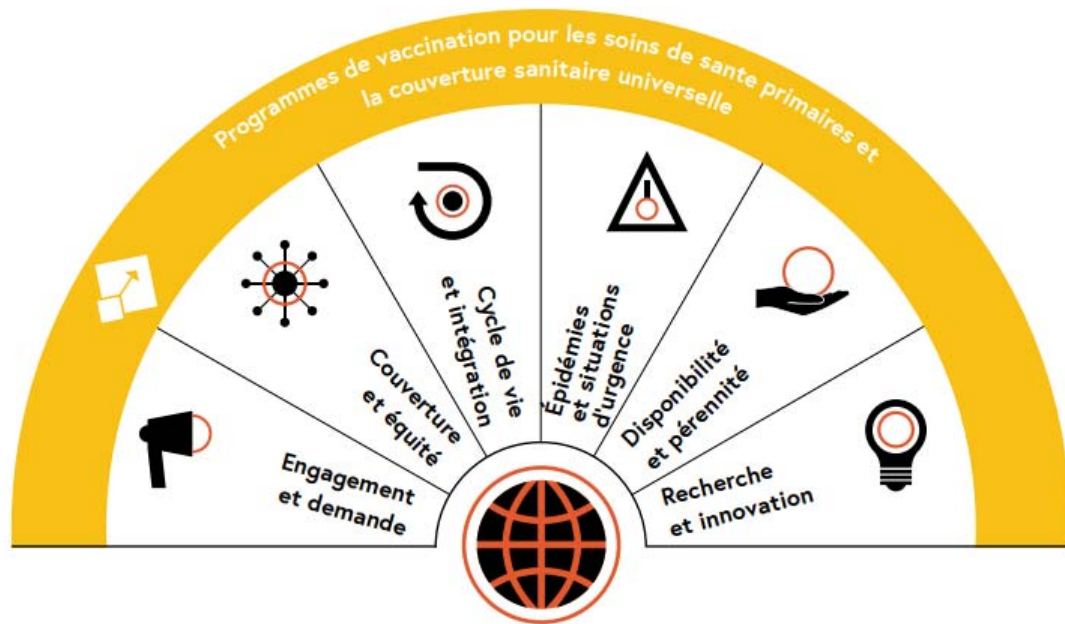 Programmes de vaccination pour les soins de sante primaires et
la couverture sanitaire universelle
Engagement
et demande
Couverture
et équité
Cycle de vie
et intégration
Épidémies
et situations
d'urgence
Disponibilité
et pérennité
Recherche
et innovation